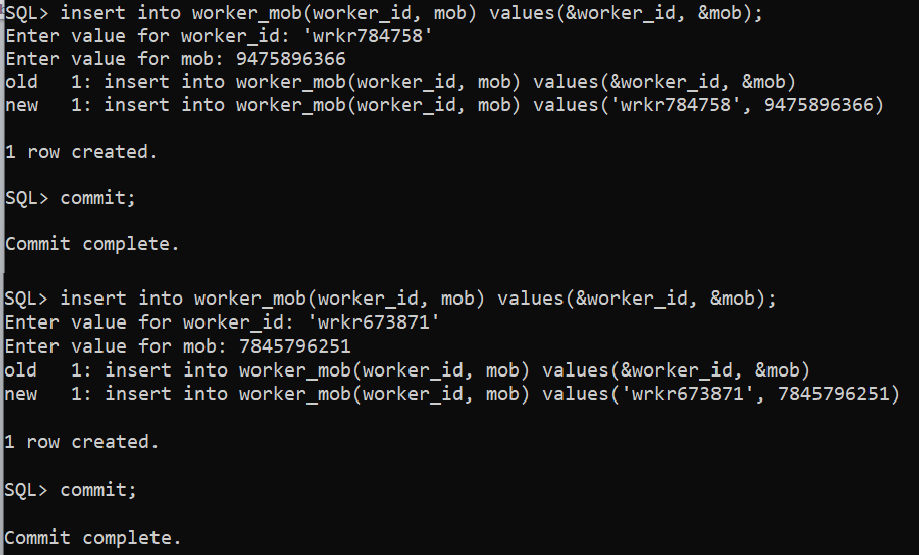 SQL> insert into worker_mob(worker_id, mob) values(&worker_id, &mob);
Enter value for worker_id: 'wrkr784758'
Enter value for mob: 9475896366
old   1: insert into worker_mob(worker_id, mob) values(&worker_id, &mob)
new   1: insert into worker_mob(worker_id, mob) values('wrkr784758', 9475896366)
1 row created.
SQL> commit;
Commit complete.
SQL> insert into worker_mob(worker_id, mob) values(&worker_id, &mob);
Enter value for worker_id: 'wrkr673871'
Enter value for mob: 7845796251
old   1: insert into worker_mob(worker_id, mob) values(&worker_id, &mob)
new   1: insert into worker_mob(worker_id, mob) values('wrkr673871', 7845796251)
1 row created.
SQL> commit;
Commit complete.